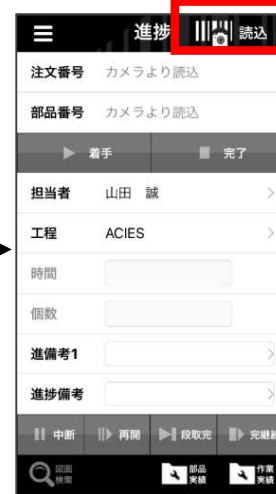 進捗 読込
注文番号 カメラより読込
部品番号 カメラより読込
着手 完了
担当者 山田 誠
工程 ACIES
時間
個数
進備考1
進捗備考
中断 再開 段取完 完継続
図面検索 部品実績 作業実績